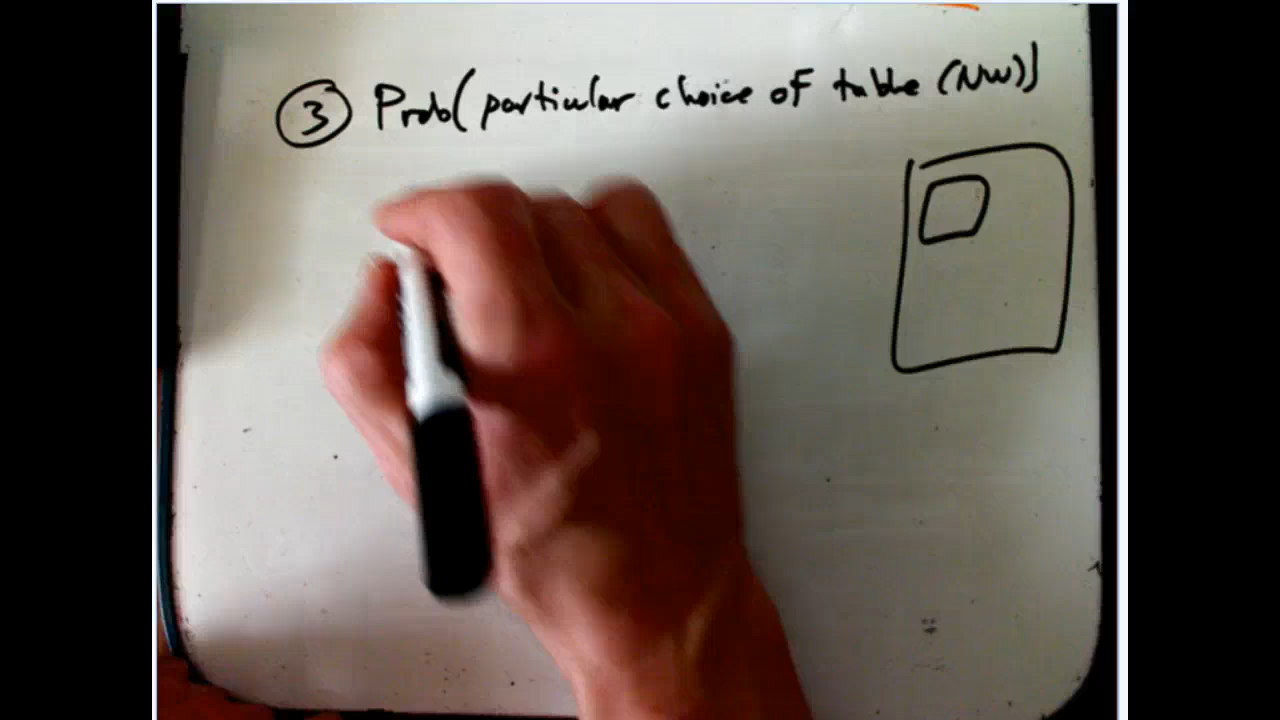 ③ Prob(particular choice of table (NW))